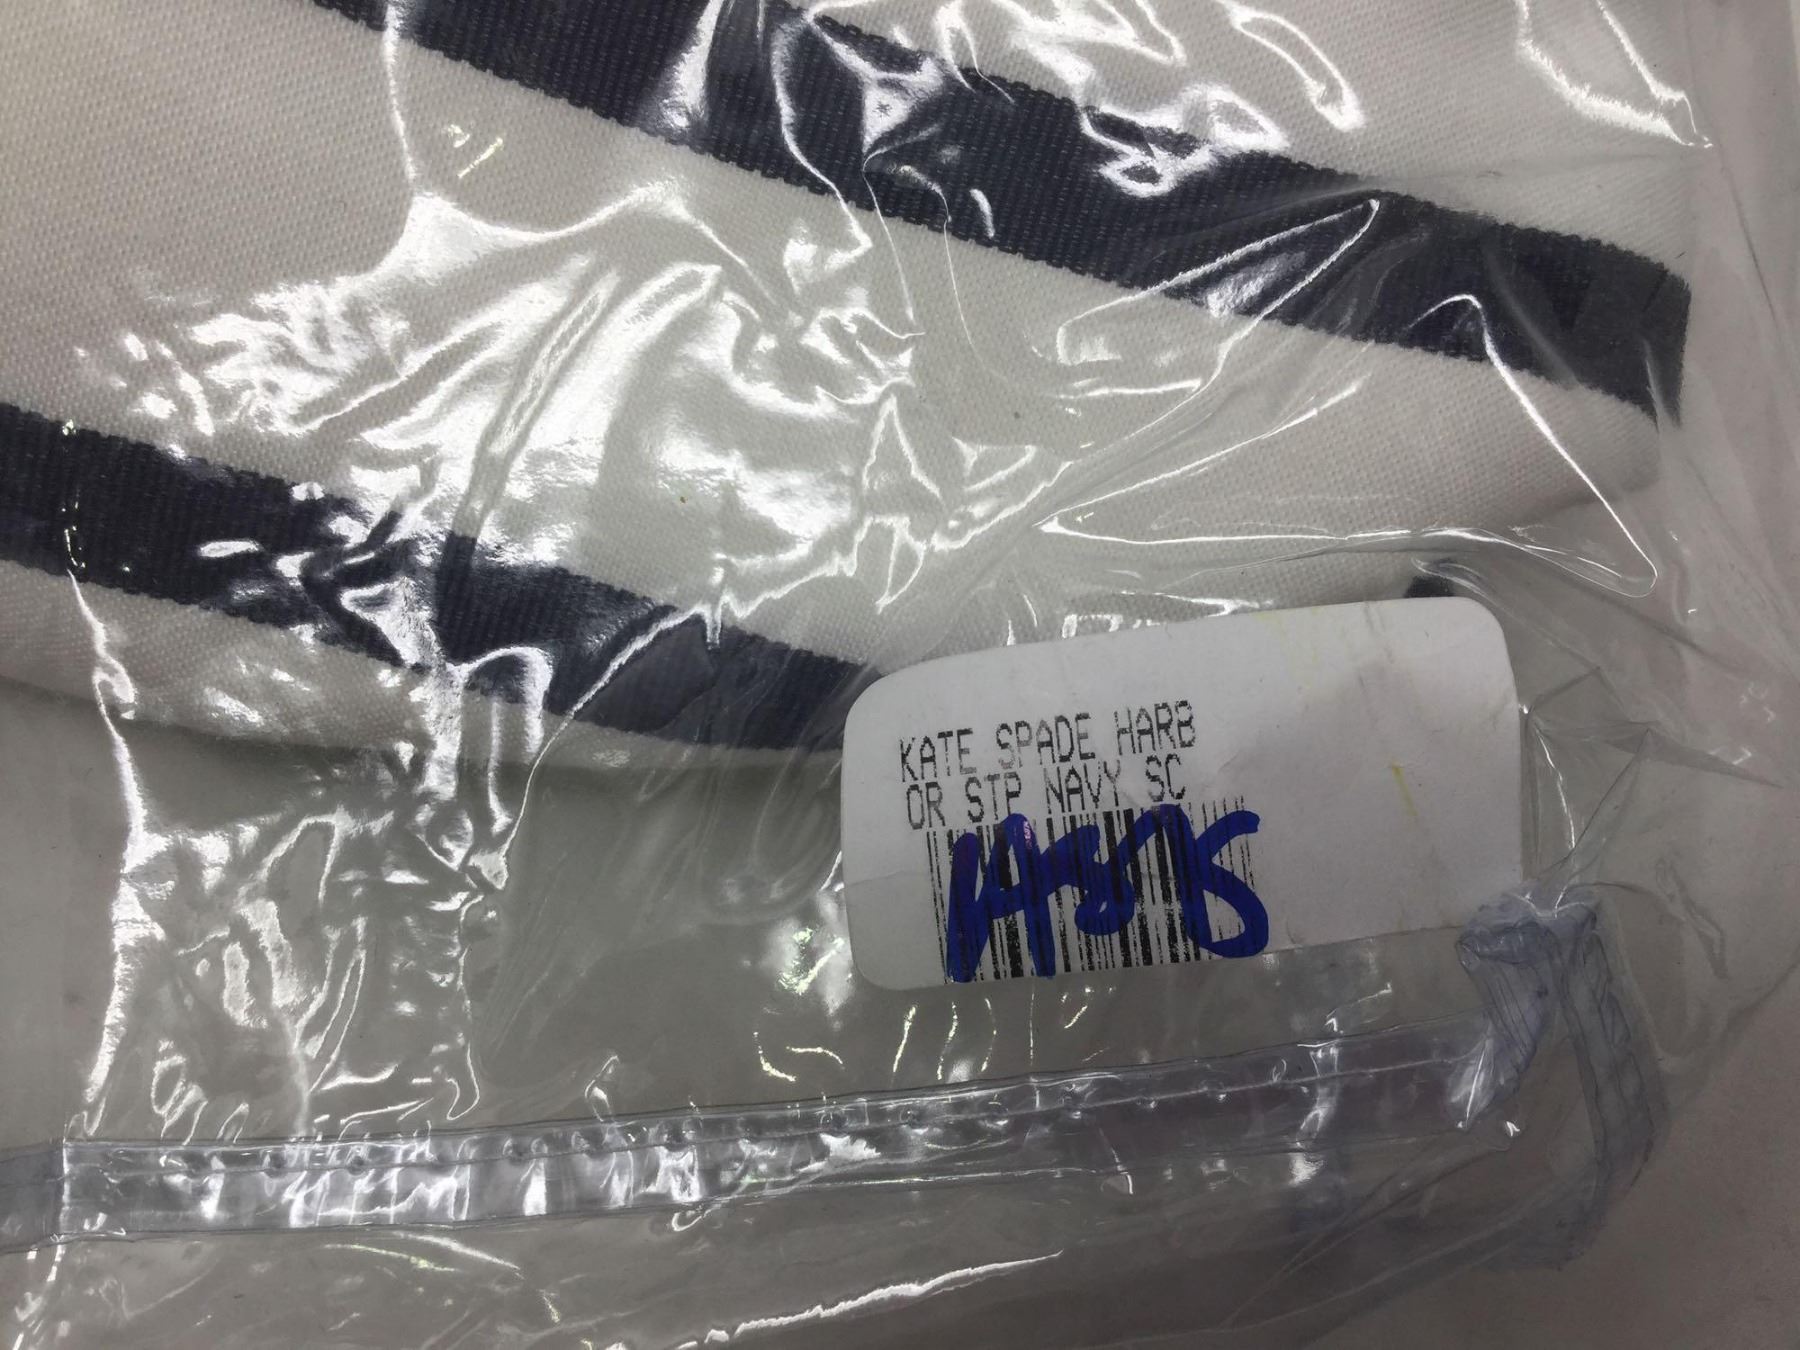 KATE SPADE HARB
OR STP NAVY SC